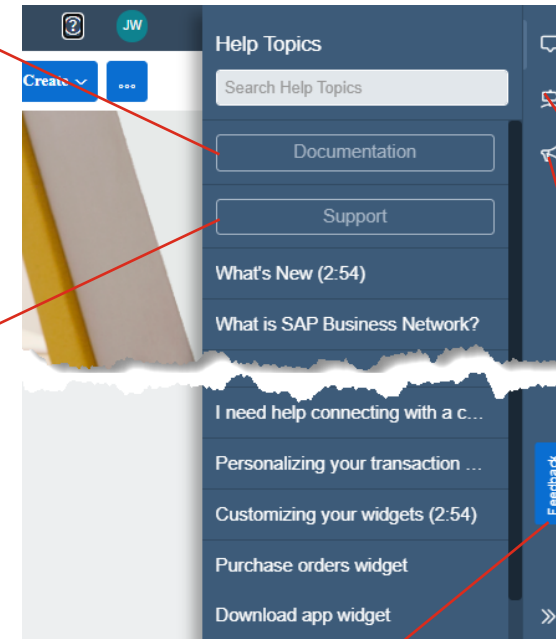 JW
Create
...
Help Topics
Search Help Topics
Documentation
Support
What's New (2:54)
What is SAP Business Network?
I need help connecting with a c...
Personalizing your transaction ...
Customizing your widgets (2:54)
Purchase orders widget
Download app widget
Feedback